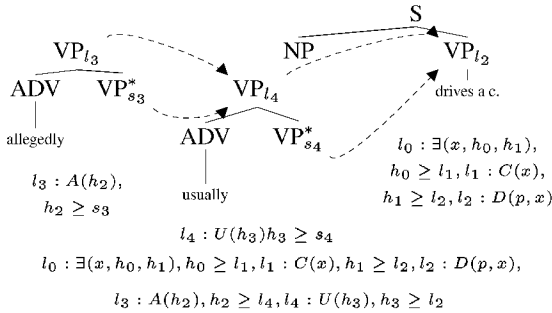 S
NP VP_{l_2}
VP_{l_3} VP_{l_4}
ADV VP^*_{s_3} drives a c.
allegedly ADV VP^*_{s_4}
usually
l_3 : A(h_2),
h_2 ≥ s_3
l_0 : ∃(x, h_0, h_1),
h_0 ≥ l_1, l_1 : C(x),
h_1 ≥ l_2, l_2 : D(p, x)
l_4 : U(h_3)h_3 ≥ s_4
l_0 : ∃(x, h_0, h_1), h_0 ≥ l_1, l_1 : C(x), h_1 ≥ l_2, l_2 : D(p, x),
l_3 : A(h_2), h_2 ≥ l_4, l_4 : U(h_3), h_3 ≥ l_2